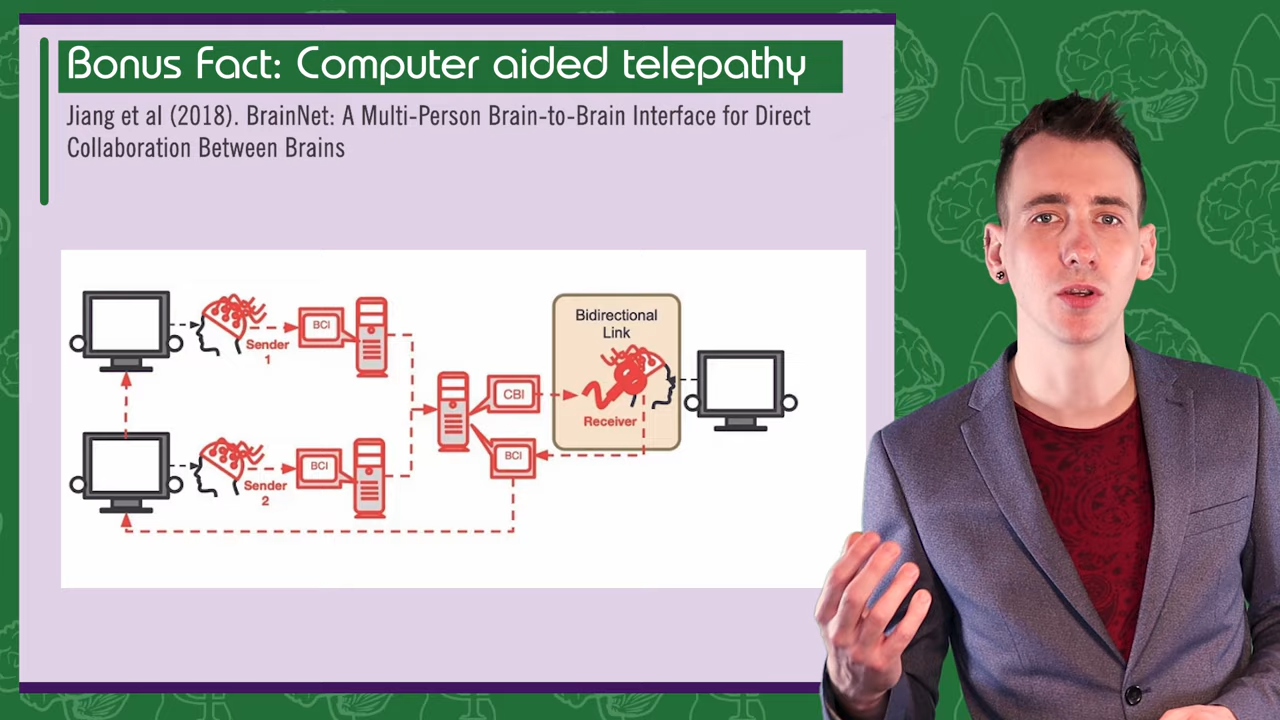 Bonus Fact: Computer aided telepathy
Jiang et al (2018). BrainNet: A Multi-Person Brain-to-Brain Interface for Direct
Collaboration Between Brains
BCI
Sender
1
Bidirectional
Link
CBI
Receiver
BCI
BCI
Sender
2